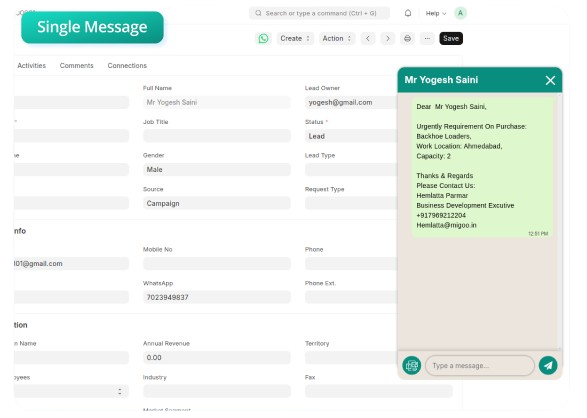 Single Message
Search or type a command (Ctrl + G)
Help
A
Create
Action
...
Save
Activities
Comments
Connections
Full Name
Lead Owner
Mr Yogesh Saini
yogesh@gmail.com
Job Title
Status *
Lead
Gender
Lead Type
Male
Source
Request Type
Campaign
nfo
Mobile No
Phone
01@gmail.com
WhatsApp
Phone Ext.
7023949837
tion
n Name
Annual Revenue
Territory
0.00
oyees
Industry
Fax
Market Segment
Mr Yogesh Saini
Dear Mr Yogesh Saini,
Urgently Requirement On Purchase:
Backhoe Loaders,
Work Location: Ahmedabad,
Capacity: 2
Thanks & Regards
Please Contact Us:
Hemlatta Parmar
Business Development Excutive
+917969212204
Hemlatta@migoo.in
12:51 PM
Type a message...